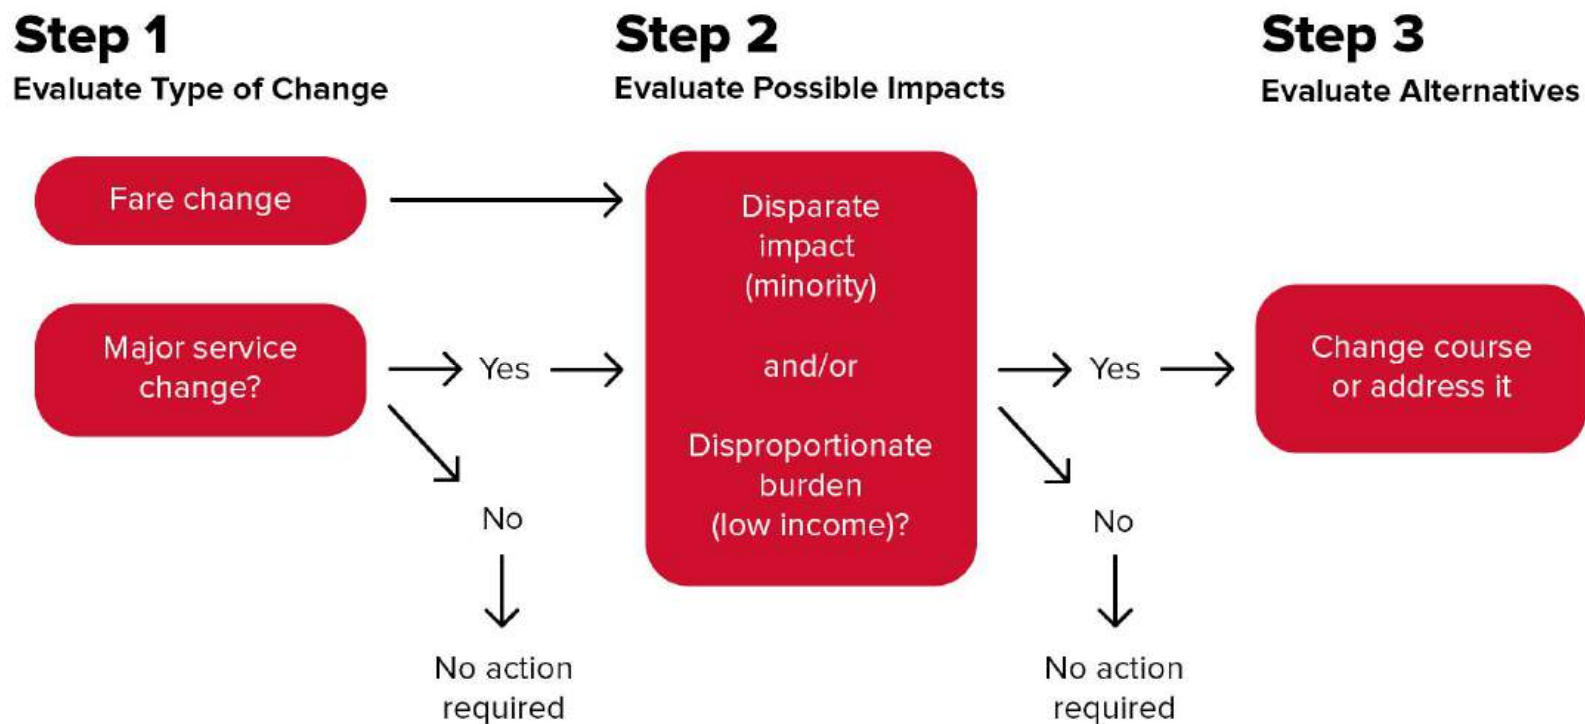 Step 1
Evaluate Type of Change
Fare change
Major service
change?
Yes
No
No action
required
Step 2
Evaluate Possible Impacts
Disparate
impact
(minority)
and/or
Disproportionate
burden
(low income)?
Yes
No
No action
required
Step 3
Evaluate Alternatives
Change course
or address it